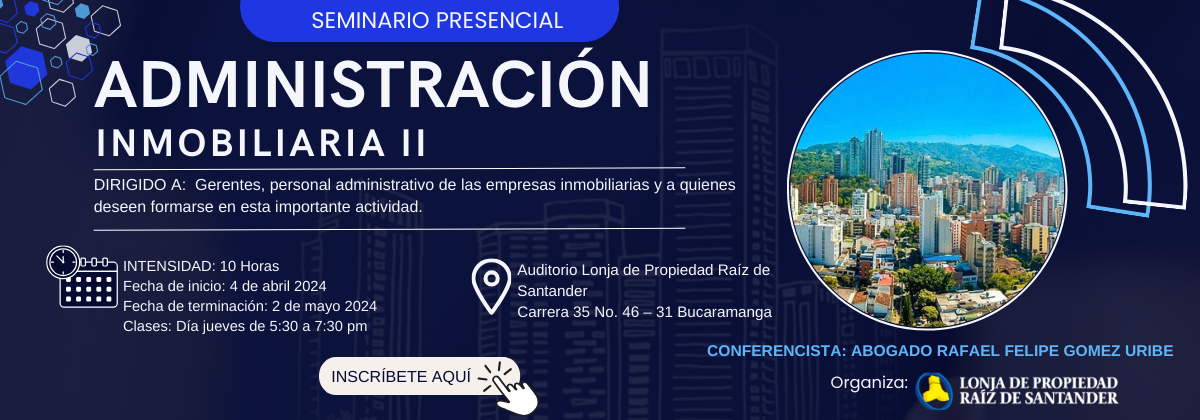 SEMINARIO PRESENCIAL
ADMINISTRACIÓN
INMOBILIARIA II
DIRIGIDO A:  Gerentes, personal administrativo de las empresas inmobiliarias y a quienes
deseen formarse en esta importante actividad.
INTENSIDAD: 10 Horas
Fecha de inicio: 4 de abril 2024
Fecha de terminación: 2 de mayo 2024
Clases: Día jueves de 5:30 a 7:30 pm
Auditorio Lonja de Propiedad Raíz de
Santander
Carrera 35 No. 46 – 31 Bucaramanga
INSCRÍBETE AQUÍ
CONFERENCISTA: ABOGADO RAFAEL FELIPE GOMEZ URIBE
Organiza:
LONJA DE PROPIEDAD
RAÍZ DE SANTANDER